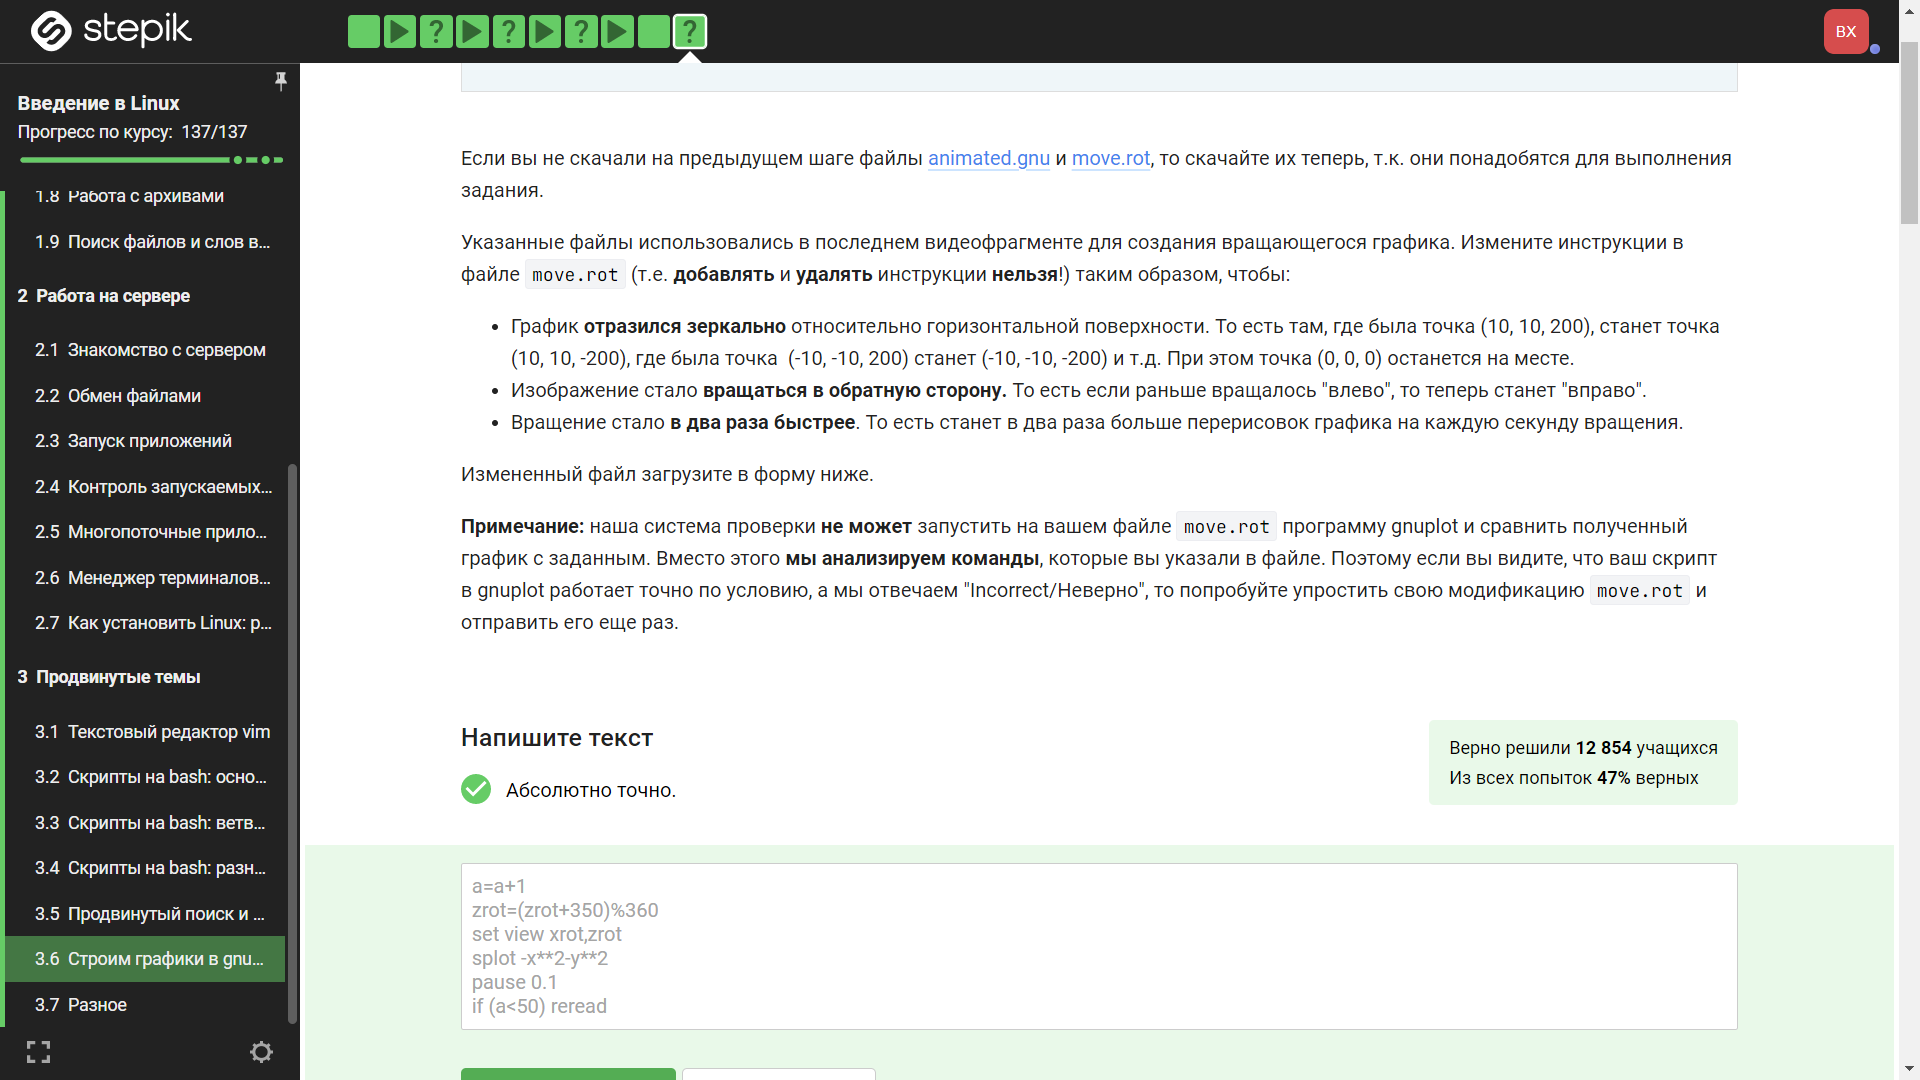 stepik
? ? ? ?
ВХ
Введение в Linux
Прогресс по курсу: 137/137
1.8 Работа с архивами
1.9 Поиск файлов и слов в...
2 Работа на сервере
2.1 Знакомство с сервером
2.2 Обмен файлами
2.3 Запуск приложений
2.4 Контроль запускаемых...
2.5 Многопоточные прило...
2.6 Менеджер терминалов...
2.7 Как установить Linux: р...
3 Продвинутые темы
3.1 Текстовый редактор vim
3.2 Скрипты на bash: осно...
3.3 Скрипты на bash: ветв...
3.4 Скрипты на bash: разн...
3.5 Продвинутый поиск и ...
3.6 Строим графики в gnu...
3.7 Разное
Если вы не скачали на предыдущем шаге файлы animated.gnu и move.rot, то скачайте их теперь, т.к. они понадобятся для выполнения
задания.
Указанные файлы использовались в последнем видеофрагменте для создания вращающегося графика. Измените инструкции в
файле move.rot (т.е. добавлять и удалять инструкции нельзя!) таким образом, чтобы:
• График отразился зеркально относительно горизонтальной поверхности. То есть там, где была точка (10, 10, 200), станет точка
(10, 10, -200), где была точка (-10, -10, 200) станет (-10, -10, -200) и т.д. При этом точка (0, 0, 0) останется на месте.
• Изображение стало вращаться в обратную сторону. То есть если раньше вращалось "влево", то теперь станет "вправо".
• Вращение стало в два раза быстрее. То есть станет в два раза больше перерисовок графика на каждую секунду вращения.
Измененный файл загрузите в форму ниже.
Примечание: наша система проверки не может запустить на вашем файле move.rot программу gnuplot и сравнить полученный
график с заданным. Вместо этого мы анализируем команды, которые вы указали в файле. Поэтому если вы видите, что ваш скрипт
в gnuplot работает точно по условию, а мы отвечаем "Incorrect/Неверно", то попробуйте упростить свою модификацию move.rot и
отправить его еще раз.
Напишите текст
Абсолютно точно.
Верно решили 12 854 учащихся
Из всех попыток 47% верных
a=a+1
zrot=(zrot+350)%360
set view xrot,zrot
splot -x**2-y**2
pause 0.1
if (a<50) reread